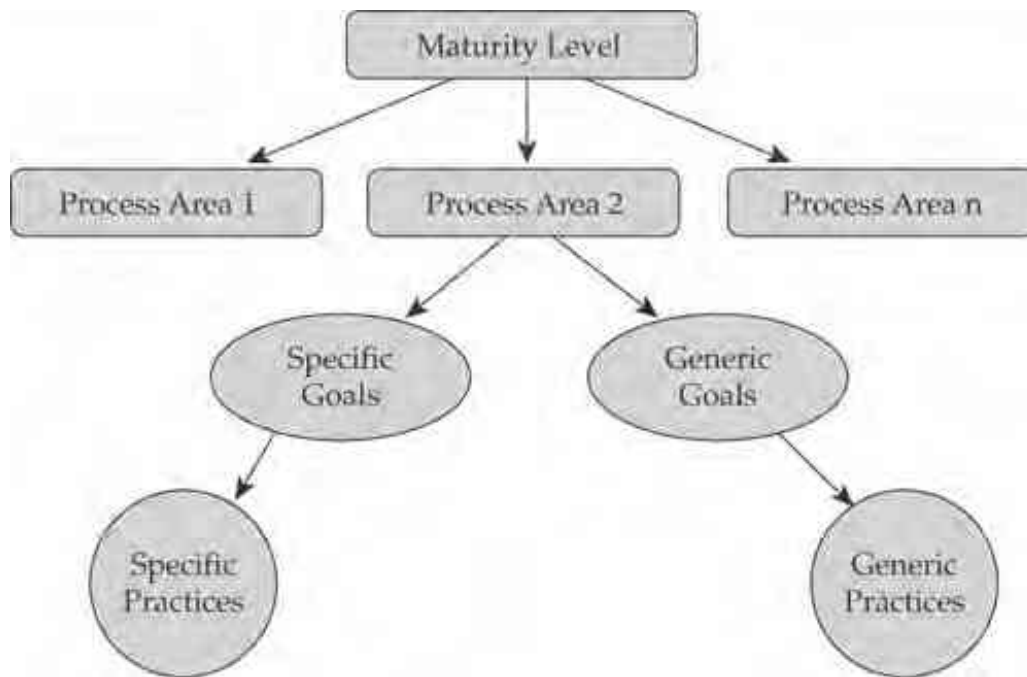 Maturity Level
Process Area 1
Process Area 2
Process Area n
Specific
Goals
Generic
Goals
Specific
Practices
Generic
Practices